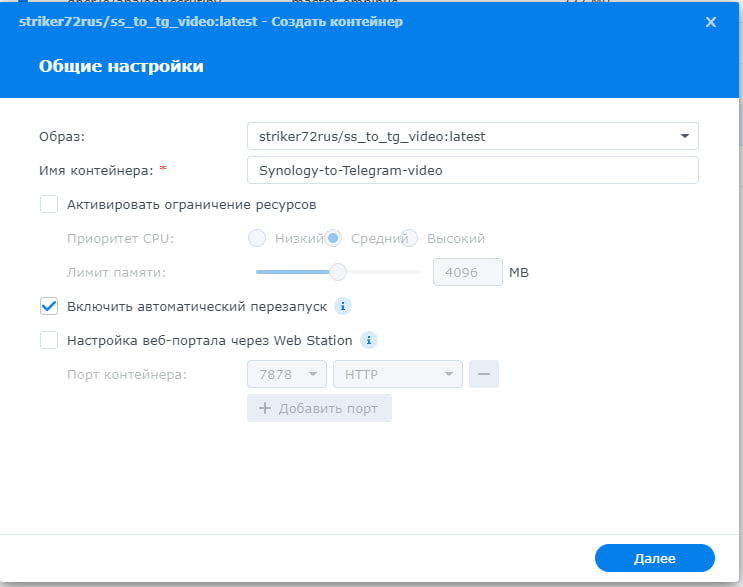 striker72rus/ss_to_tg_video:latest - Создать контейнер
Общие настройки
Образ: striker72rus/ss_to_tg_video:latest
Имя контейнера: * Synology-to-Telegram-video
Активировать ограничение ресурсов
Приоритет CPU: Низкий Средний Высокий
Лимит памяти: 4096 MB
Включить автоматический перезапуск i
Настройка веб-портала через Web Station i
Порт контейнера: 7878 HTTP
+ Добавить порт
Далее